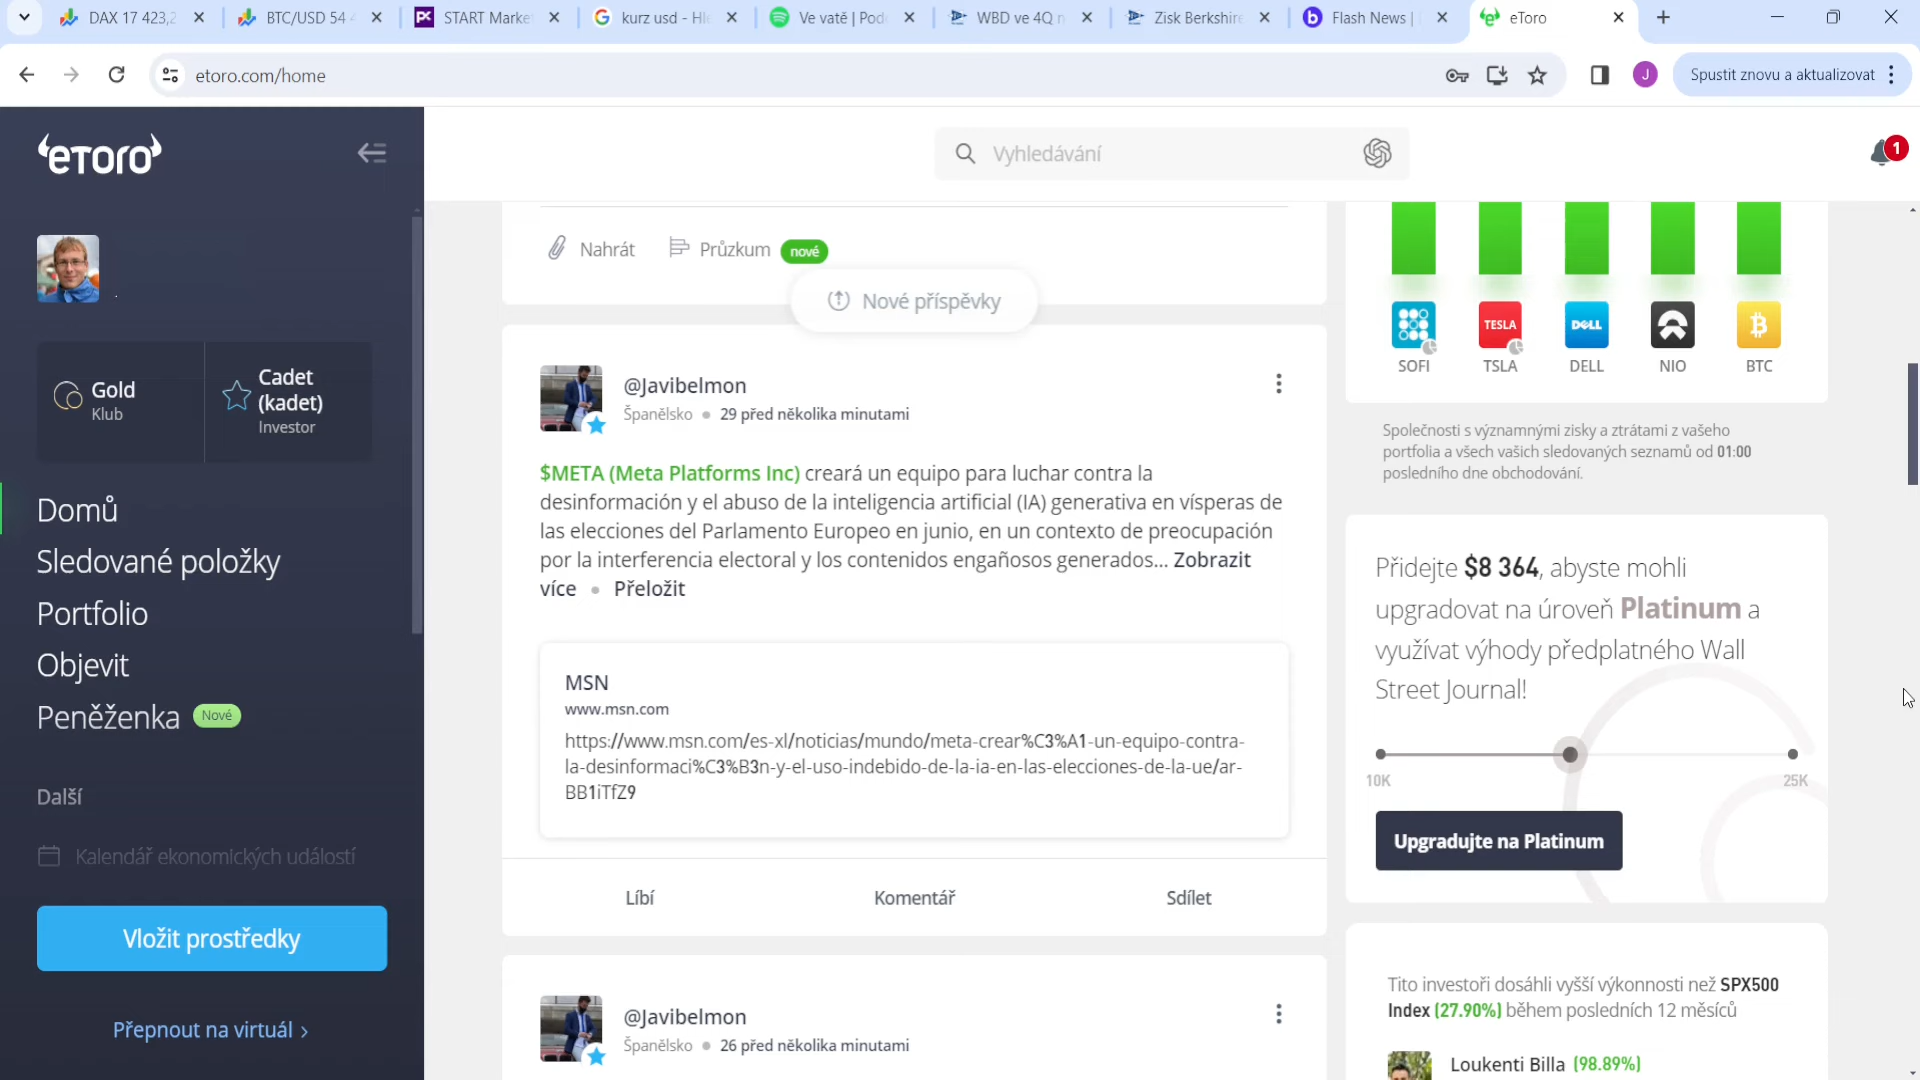 DAX 17 423,2
BTC/USD 54
START Marke
kurz usd - Hle
Ve vatě | Pod
WBD ve 4Q n
Zisk Berkshire
Flash News |
eToro
etoro.com/home
J
Spustit znovu a aktualizovat
eToro
Vyhledávání
1
Gold
Klub
Cadet
(kadet)
Investor
Domů
Sledované položky
Portfolio
Objevit
Peněženka Nové
Další
Kalendář ekonomických událostí
Vložit prostředky
Přepnout na virtuál ›
Nahrát
Průzkum nové
Nové příspěvky
@Javibelmon
Španělsko • 29 před několika minutami
$META (Meta Platforms Inc) creará un equipo para luchar contra la
desinformación y el abuso de la inteligencia artificial (IA) generativa en vísperas de
las elecciones del Parlamento Europeo en junio, en un contexto de preocupación
por la interferencia electoral y los contenidos engañosos generados... Zobrazit
více • Přeložit
MSN
www.msn.com
https://www.msn.com/es-xl/noticias/mundo/meta-crear%C3%A1-un-equipo-contra-
la-desinformaci%C3%B3n-y-el-uso-indebido-de-la-ia-en-las-elecciones-de-la-ue/ar-
BB1iTfZ9
Líbí
Komentář
Sdílet
@Javibelmon
Španělsko • 26 před několika minutami
TESLA
DELL
SOFI
TSLA
DELL
NIO
BTC
Společnosti s významnými zisky a ztrátami z vašeho
portfolia a všech vašich sledovaných seznamů od 01:00
posledního dne obchodování.
Přidejte $8 364, abyste mohli
upgradovat na úroveň Platinum a
využívat výhody předplatného Wall
Street Journal!
10K
25K
Upgradujte na Platinum
Tito investoři dosáhli vyšší výkonnosti než SPX500
Index (27.90%) během posledních 12 měsíců
Loukenti Billa (98.89%)